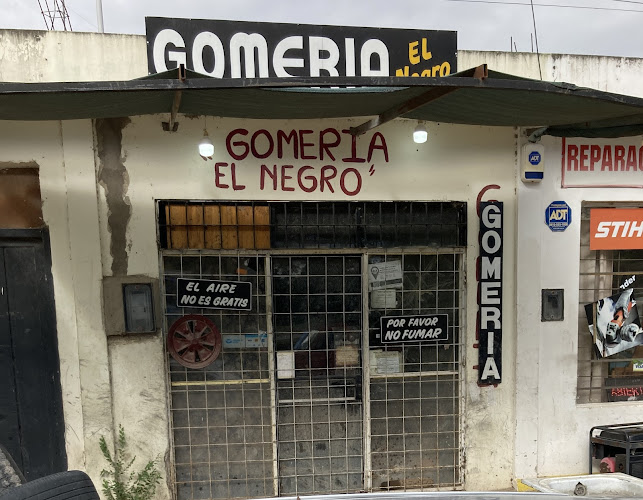 GOMERIA EL
Negro
"GOMERIA
EL NEGRO"
ADT
REPARAC
ADT
STIH
GOMERIA
EL AIRE
NO ES GRATIS
POR FAVOR
NO FUMAR
ABIERTO